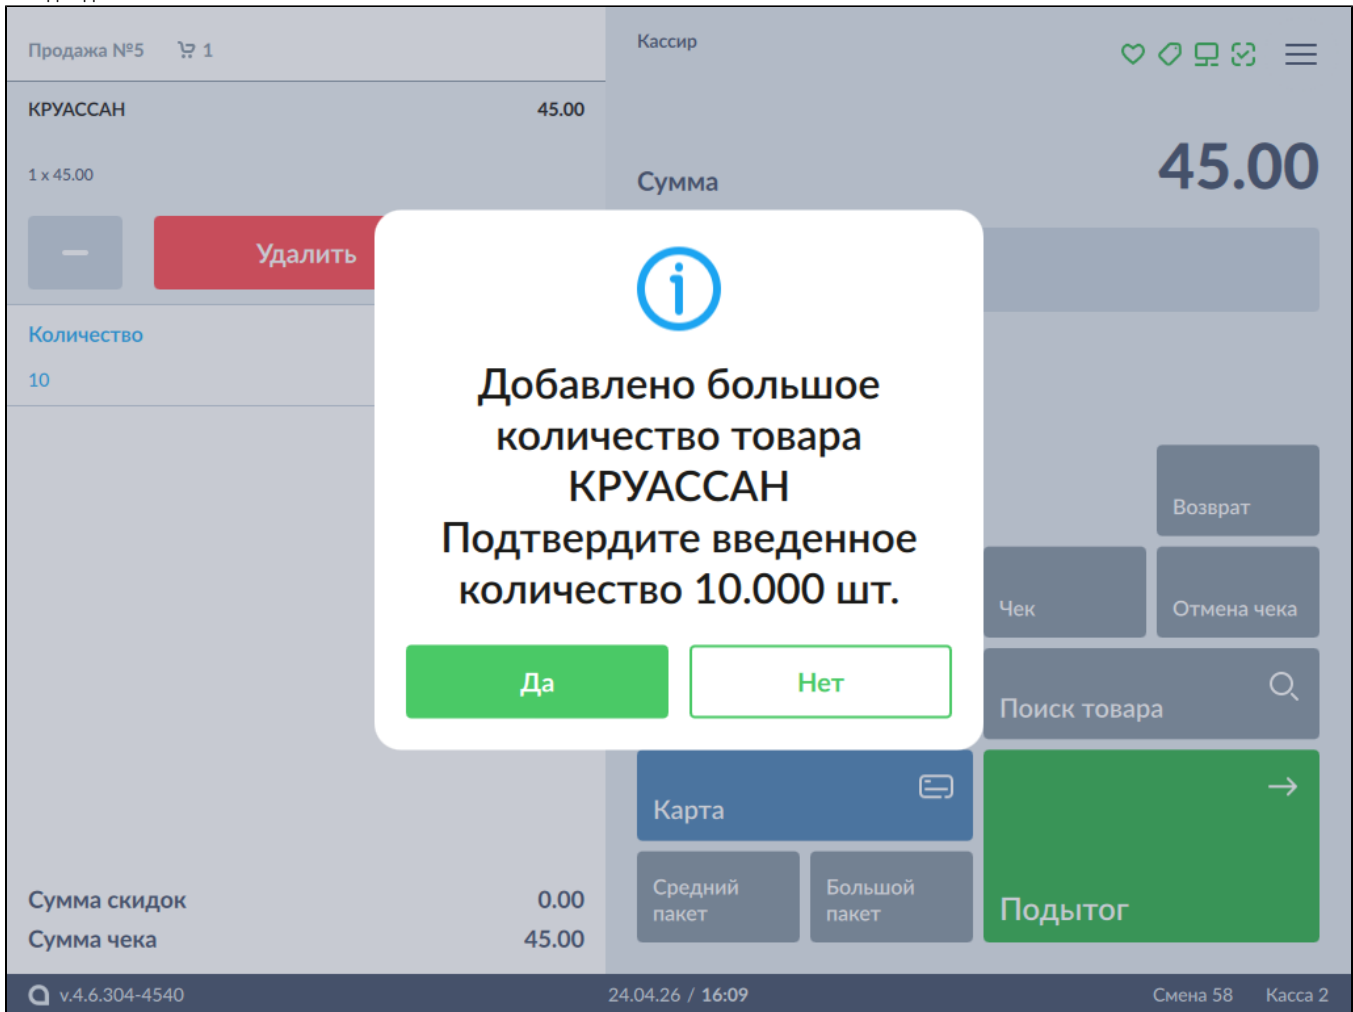 Продажа №5 1
КРУАССАН 45.00
1 x 45.00
Удалить
Количество
10
Сумма скидок 0.00
Сумма чека 45.00
Кассир
Сумма 45.00
Добавлено большое
количество товара
КРУАССАН
Подтвердите введенное
количество 10.000 шт.
Да Нет
Возврат
Чек Отмена чека
Поиск товара
Карта
Средний
пакет
Большой
пакет
Подытог
v.4.6.304-4540 24.04.26 / 16:09 Смена 58 Касса 2